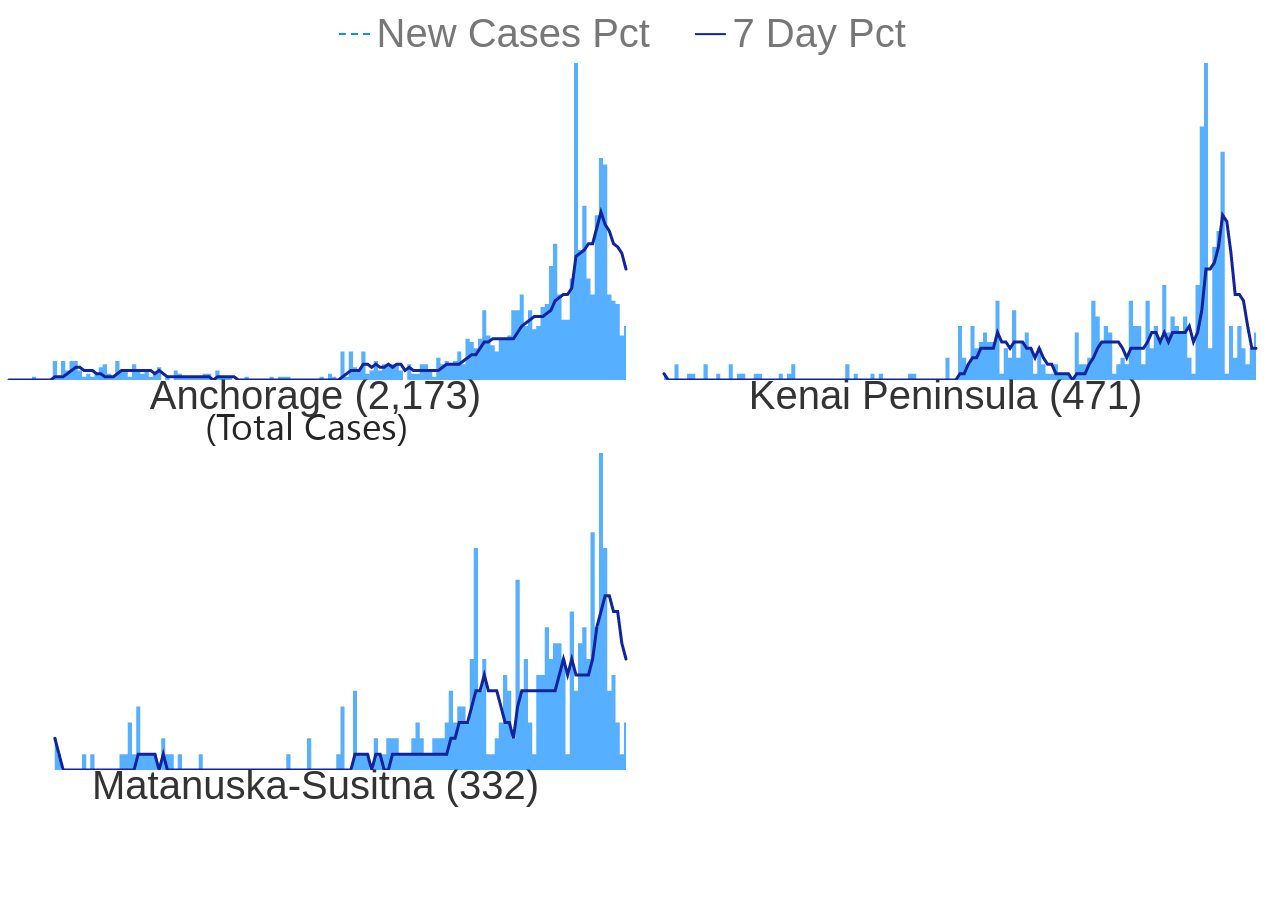 New Cases Pct 7 Day Pct
Anchorage (2,173)
(Total Cases)
Kenai Peninsula (471)
Matanuska-Susitna (332)